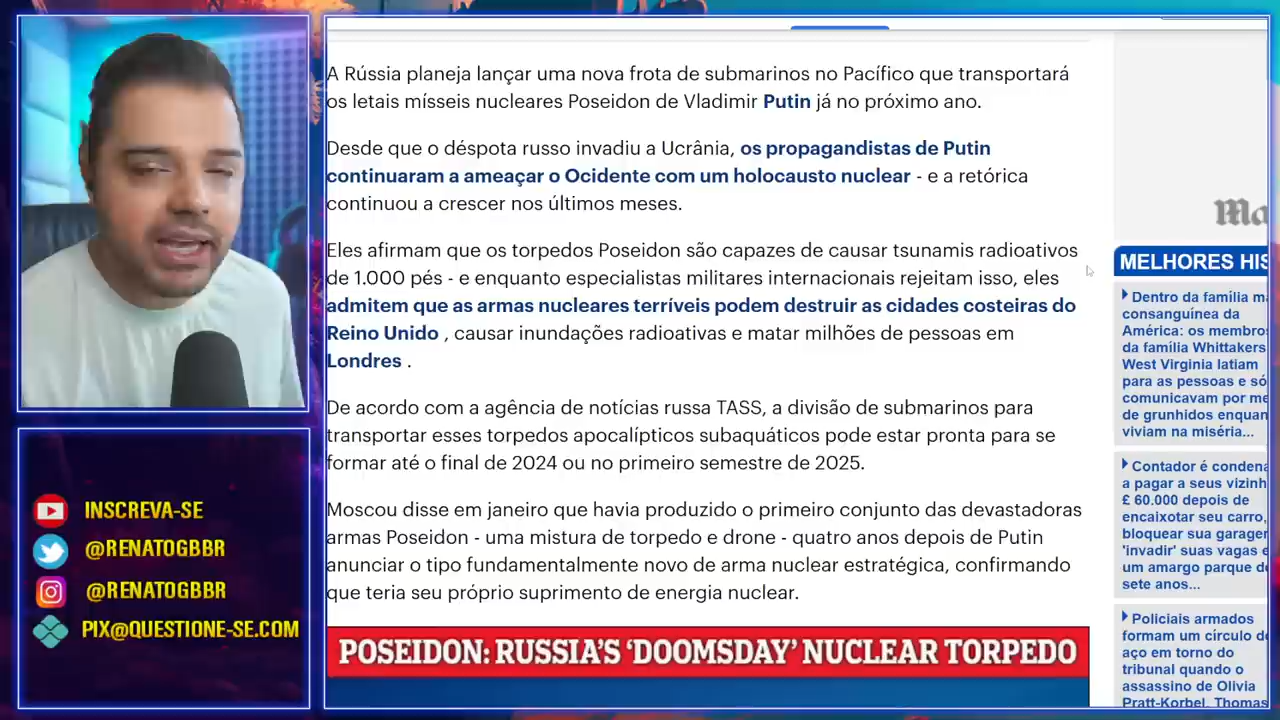 A Rússia planeja lançar uma nova frota de submarinos no Pacífico que transportará
os letais mísseis nucleares Poseidon de Vladimir Putin já no próximo ano.
Desde que o déspota russo invadiu a Ucrânia, os propagandistas de Putin
continuaram a ameaçar o Ocidente com um holocausto nuclear - e a retórica
continuou a crescer nos últimos meses.
Eles afirmam que os torpedos Poseidon são capazes de causar tsunamis radioativos
de 1.000 pés - e enquanto especialistas militares internacionais rejeitam isso, eles
admitem que as armas nucleares terríveis podem destruir as cidades costeiras do
Reino Unido , causar inundações radioativas e matar milhões de pessoas em
Londres .
De acordo com a agência de notícias russa TASS, a divisão de submarinos para
transportar esses torpedos apocalípticos subaquáticos pode estar pronta para se
formar até o final de 2024 ou no primeiro semestre de 2025.
Moscou disse em janeiro que havia produzido o primeiro conjunto das devastadoras
armas Poseidon - uma mistura de torpedo e drone - quatro anos depois de Putin
anunciar o tipo fundamentalmente novo de arma nuclear estratégica, confirmando
que teria seu próprio suprimento de energia nuclear.
POSEIDON: RUSSIA'S 'DOOMSDAY' NUCLEAR TORPEDO
MELHORES HIS
Dentro da família ma
consanguínea da
América: os membros
da família Whittakers
West Virginia latiam
para as pessoas e só
comunicavam por me
de grunhidos enquan
viviam na miséria...
Contador é condena
a pagar a seus vizinh
£ 60.000 depois de
encaixotar seu carro,
bloquear sua garagem
'invadir' suas vagas e
um amargo parque de
sete anos...
Policiais armados
formam um círculo de
aço em torno do
tribunal quando o
assassino de Olivia
Pratt-Korbel, Thomas
INSCREVA-SE
@RENATOGBBR
@RENATOGBBR
PIX@QUESTIONE-SE.COM